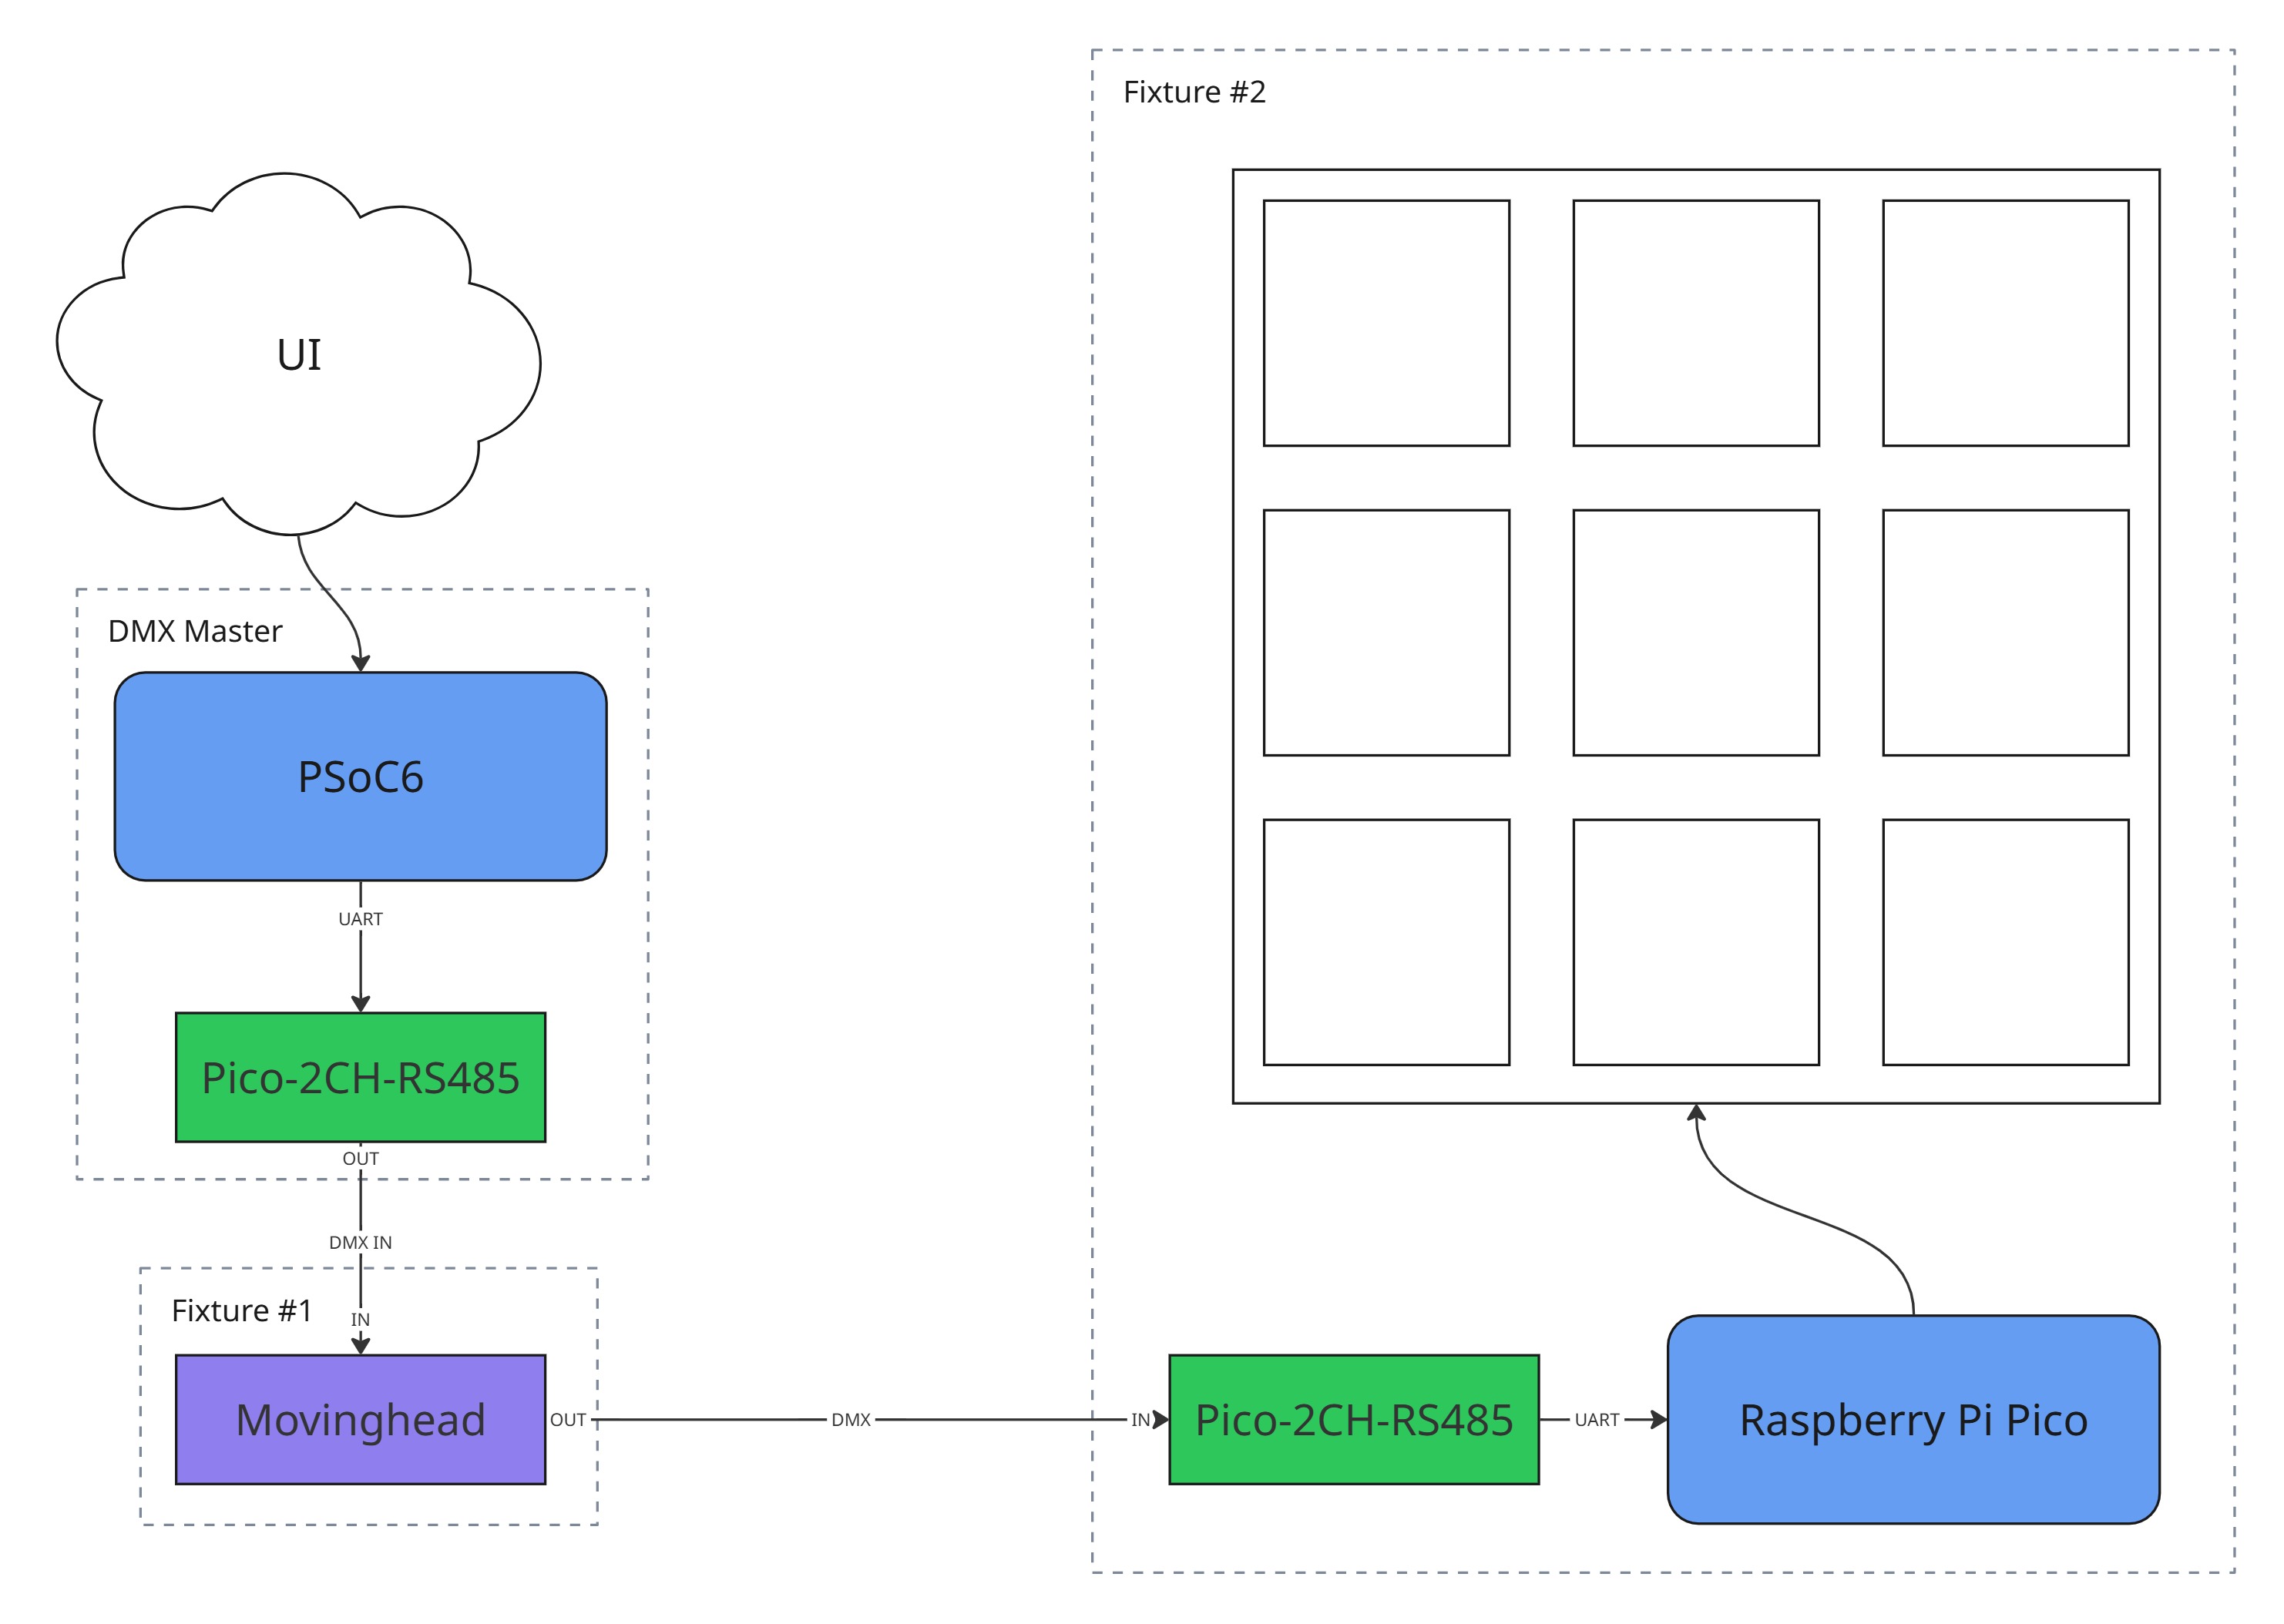 Fixture #2
UI
DMX Master
PSoC6
UART
Pico-2CH-RS485
OUT
DMX IN
Fixture #1
IN
Movinghead
OUT
DMX
IN
Pico-2CH-RS485
UART
Raspberry Pi Pico